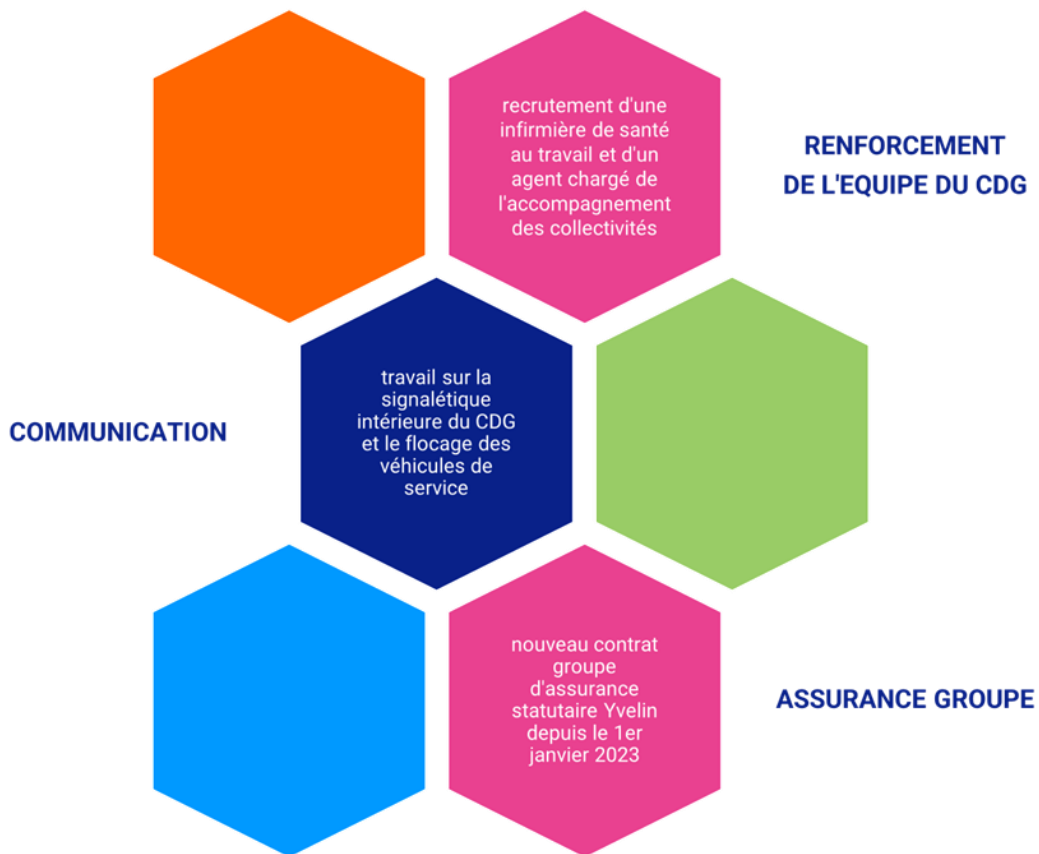 recrutement d'une
infirmière de santé
au travail et d'un
agent chargé de
l'accompagnement
des collectivités
RENFORCEMENT
DE L'EQUIPE DU CDG
COMMUNICATION
travail sur la
signalétique
intérieure du CDG
et le flocage des
véhicules de
service
nouveau contrat
groupe
d'assurance
statutaire Yvelin
depuis le 1er
janvier 2023
ASSURANCE GROUPE